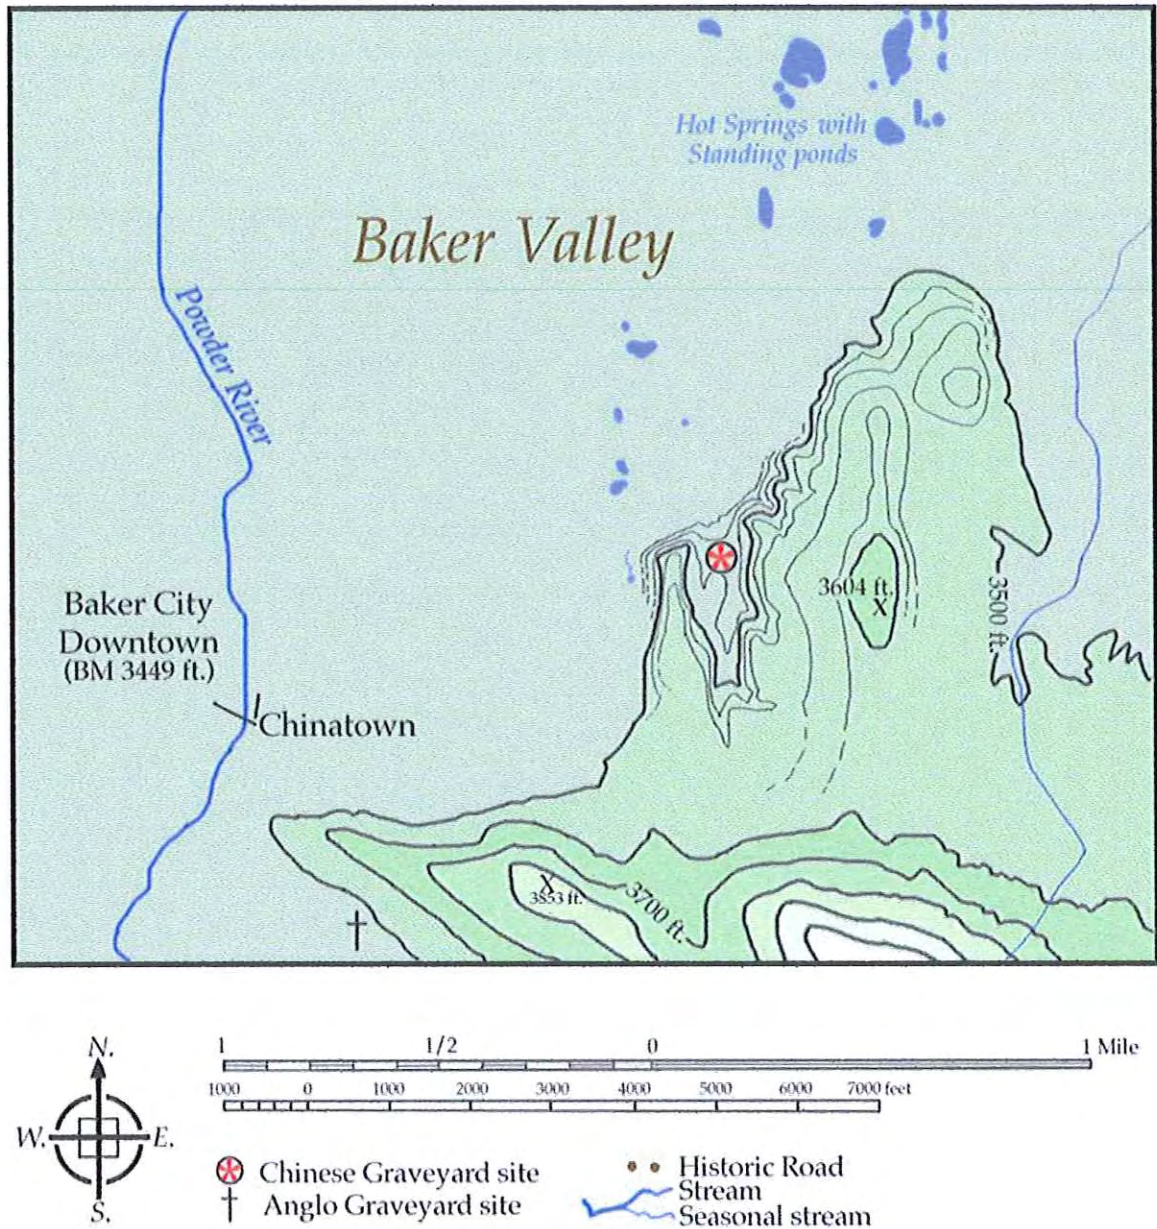 Hot Springs with
Standing ponds
Baker Valley
Powder River
Baker City
Downtown
(BM 3449 ft.)
Chinatown
3604 ft.
X
3500 ft.
X
3853 ft.
3700 ft.
N.
W.
E.
S.
1
1/2
0
1 Mile
1000
0
1000
2000
3000
4000
5000
6000
7000 feet
Chinese Graveyard site
Anglo Graveyard site
Historic Road
Stream
Seasonal stream